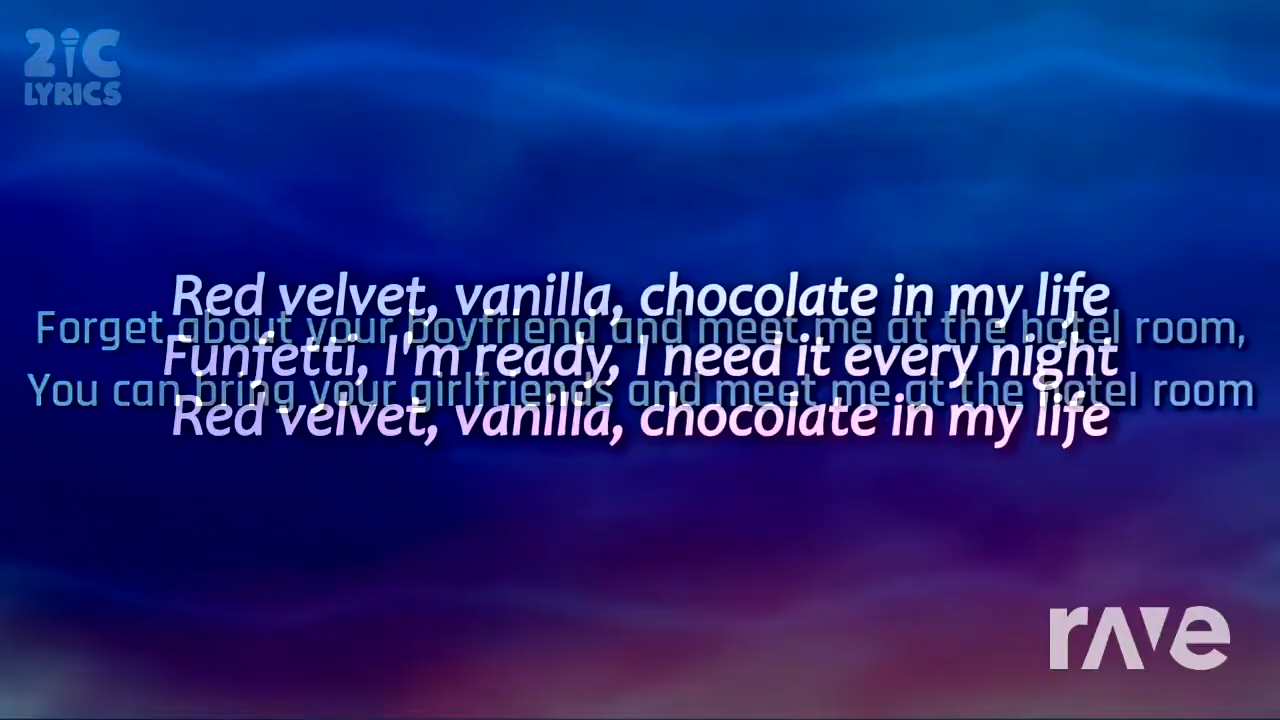 2iC
LYRICS
Red velvet, vanilla, chocolate in my life
Forget about your boyfriend and meet me at the hotel room,
Funfetti, I'm ready, I need it every night
You can bring your girlfriends and meet me at the hotel room
Red velvet, vanilla, chocolate in my life
rave